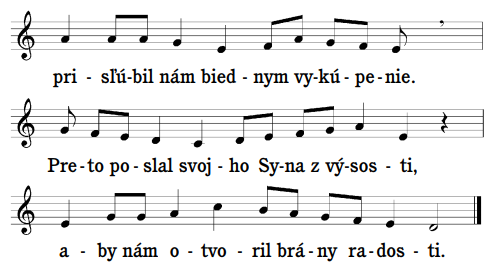 pri - sľú-bil nám bied - nym vy-kú - pe-nie.
Pre-to po-slal svoj-ho Sy-na z vý-sos - ti,
a - by nám o - tvo - ril brá - ny ra-dos - ti.